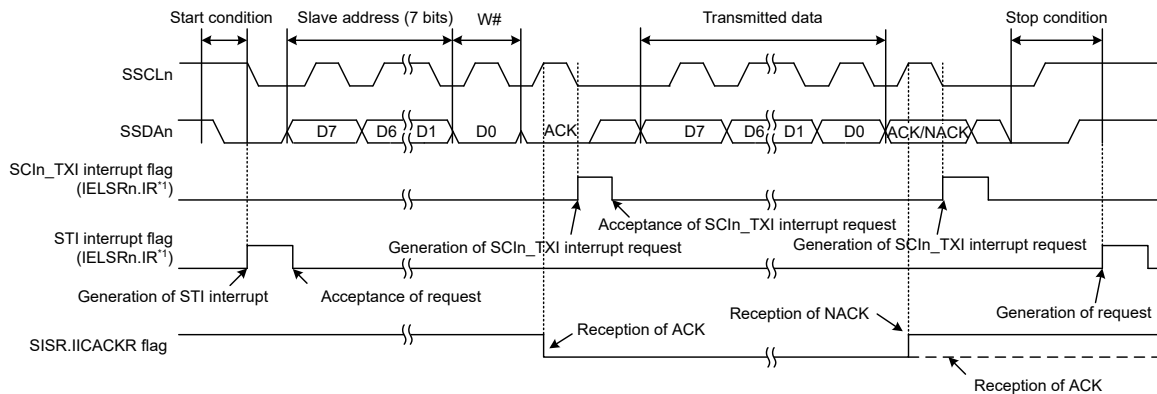 Start condition
Slave address (7 bits)
W#
Transmitted data
Stop condition
SSCLn
SSDAn
D7
D6
D1
D0
ACK
D7
D6
D1
D0
ACK/NACK
SCIn_TXI interrupt flag
(IELSRn.IR*1)
Acceptance of SCIn_TXI interrupt request
Generation of SCIn_TXI interrupt request
Generation of SCIn_TXI interrupt request
STI interrupt flag
(IELSRn.IR*1)
Generation of STI interrupt
Acceptance of request
Generation of request
SISR.IICACKR flag
Reception of ACK
Reception of NACK
Reception of ACK